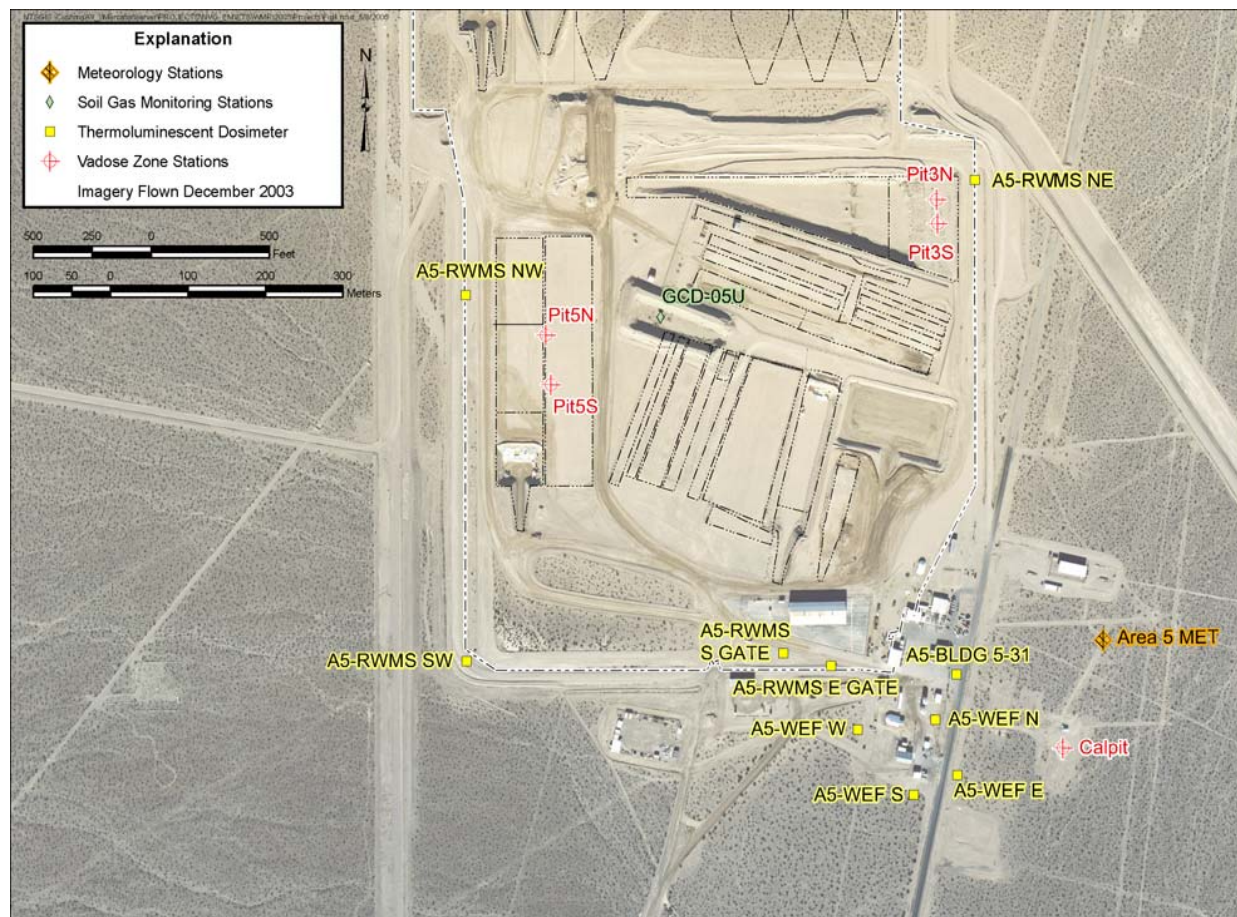 Explanation
Meteorology Stations
Soil Gas Monitoring Stations
Thermoluminescent Dosimeter
Vadose Zone Stations
Imagery Flown December 2003
N
500 250 0 500
Feet
100 50 0 100 200 300
Meters
Pit3N
A5-RWMS NE
Pit3S
A5-RWMS NW
GCD-05U
Pit5N
Pit5S
A5-RWMS
S GATE
Area 5 MET
A5-RWMS SW
A5-BLDG 5-31
A5-RWMS E GATE
A5-WEF N
A5-WEF W
Calpit
A5-WEF E
A5-WEF S